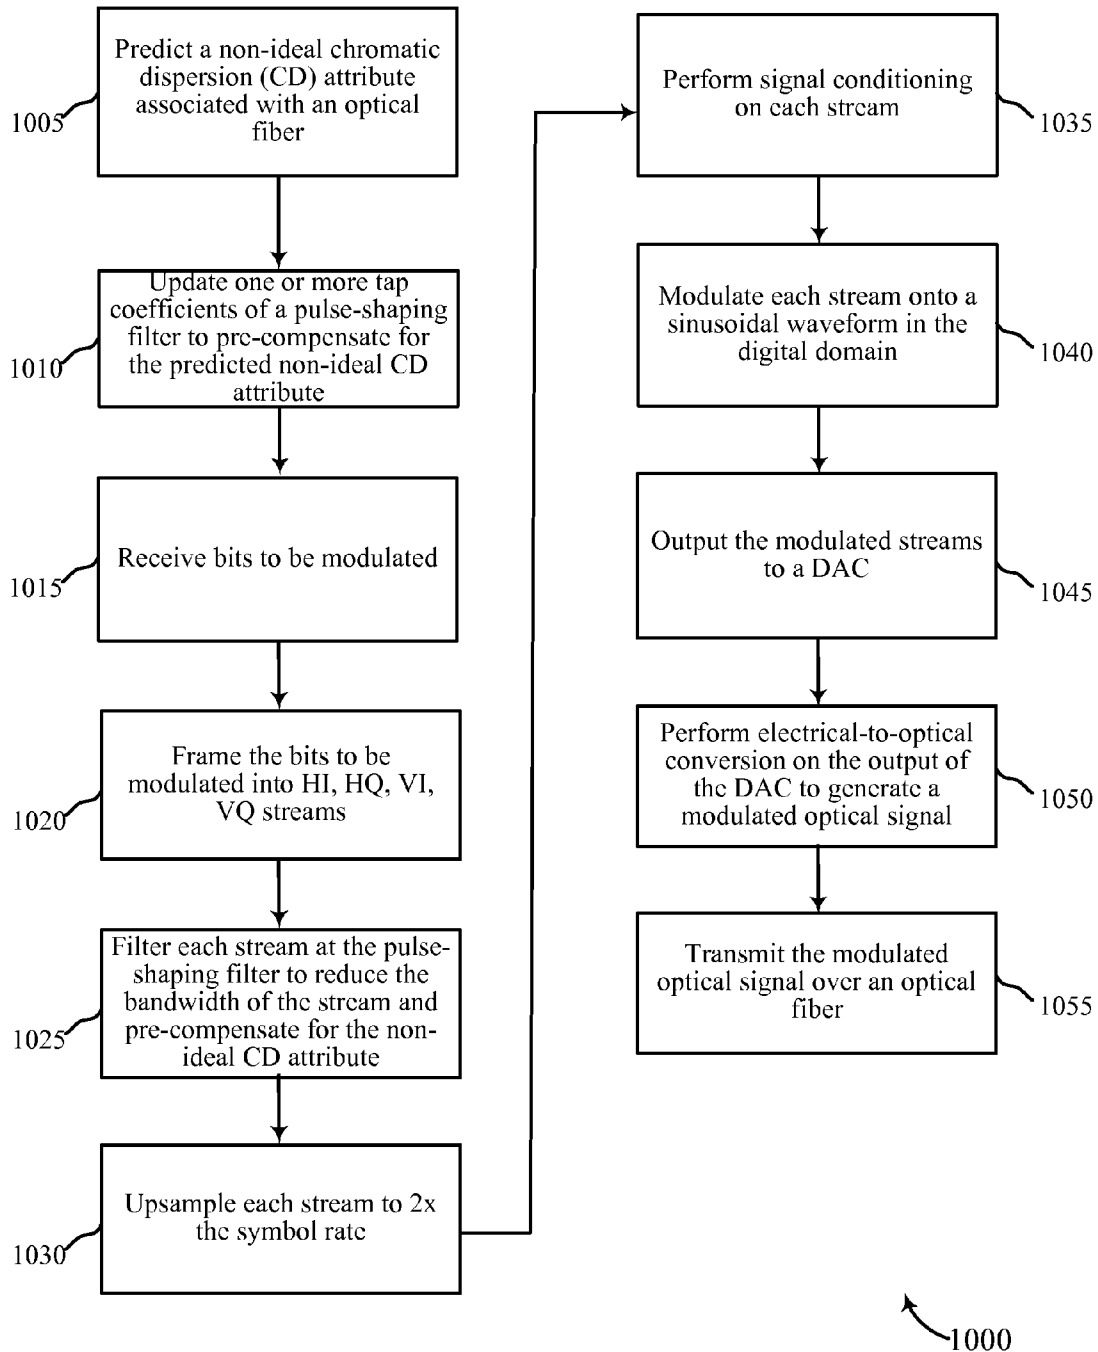 Predict a non-ideal chromatic
dispersion (CD) attribute
associated with an optical
fiber
1005
Update one or more tap
coefficients of a pulse-shaping
filter to pre-compensate for
the predicted non-ideal CD
attribute
1010
Receive bits to be modulated
1015
Frame the bits to be
modulated into HI, HQ, VI,
VQ streams
1020
Filter each stream at the pulse-
shaping filter to reduce the
bandwidth of the stream and
pre-compensate for the non-
ideal CD attribute
1025
Upsample each stream to 2x
the symbol rate
1030
Perform signal conditioning
on each stream
1035
Modulate each stream onto a
sinusoidal waveform in the
digital domain
1040
Output the modulated streams
to a DAC
1045
Perform electrical-to-optical
conversion on the output of
the DAC to generate a
modulated optical signal
1050
Transmit the modulated
optical signal over an optical
fiber
1055
1000